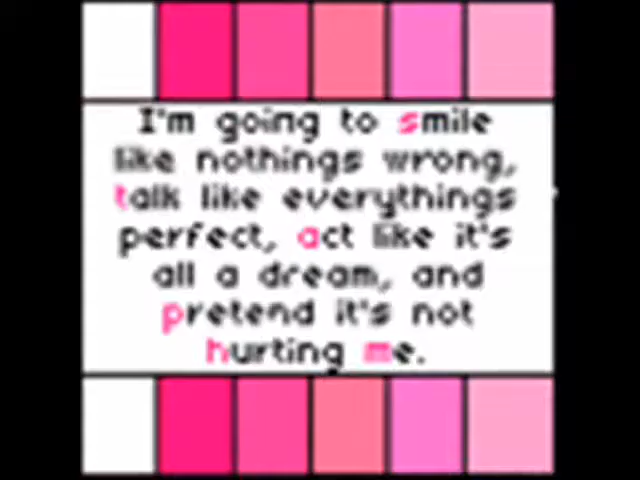 I'm going to smile
like nothings wrong,
talk like everythings
perfect, act like it's
all a dream, and
pretend it's not
hurting me.